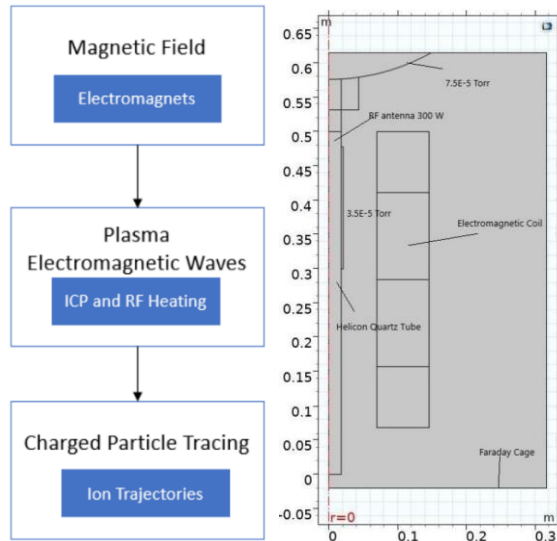 Magnetic Field
Electromagnets
Plasma
Electromagnetic Waves
ICP and RF Heating
Charged Particle Tracing
Ion Trajectories
m
0.65
0.6
0.55
0.5
0.45
0.4
0.35
0.3
0.25
0.2
0.15
0.1
0.05
0
-0.05
7.5E-5 Torr
RF antenna 300 W
3.5E-5 Torr
Electromagnetic Coil
Helicon Quartz Tube
Faraday Cage
r=0
m
0
0.1
0.2
0.3